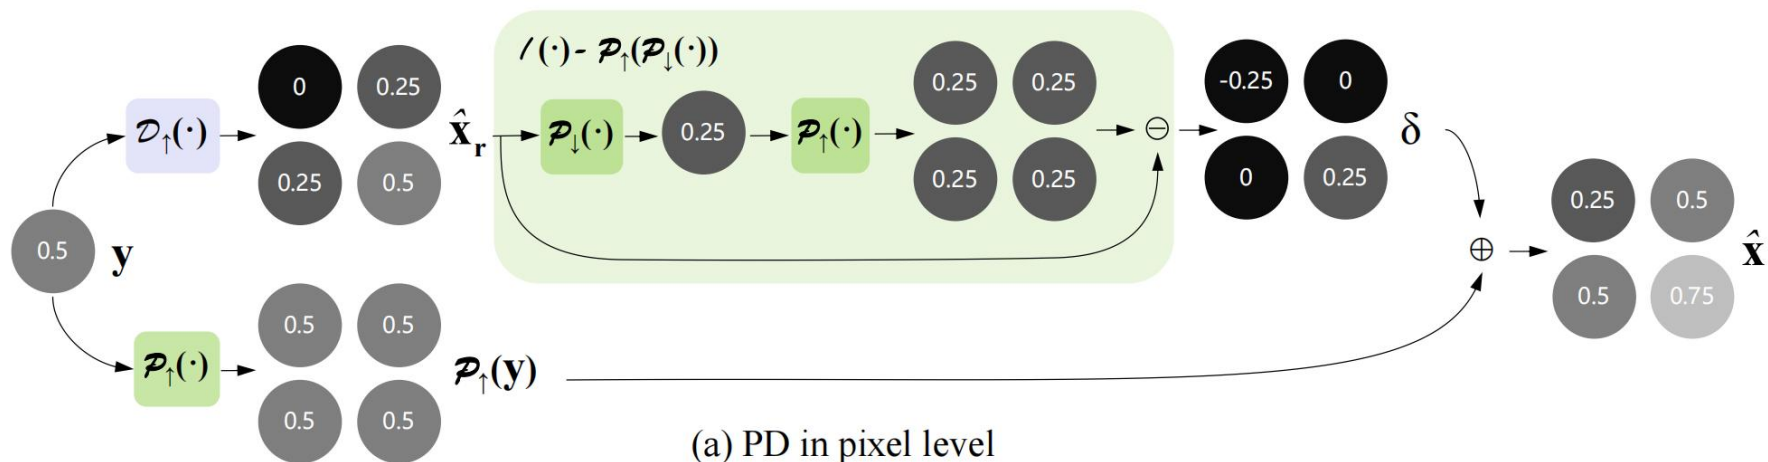 𝓘(·) - 𝓟↑(𝓟↓(·))
0 0.25
0.25 0.25
-0.25 0
𝒟↑(·)
x̂r
𝓟↓(·)
0.25
𝓟↑(·)
⊖
δ
0.25 0.5
0.25 0.25
0 0.25
0.25 0.5
0.5
y
⊕
x̂
0.5 0.75
0.5 0.5
𝓟↑(·)
𝓟↑(y)
0.5 0.5
(a) PD in pixel level